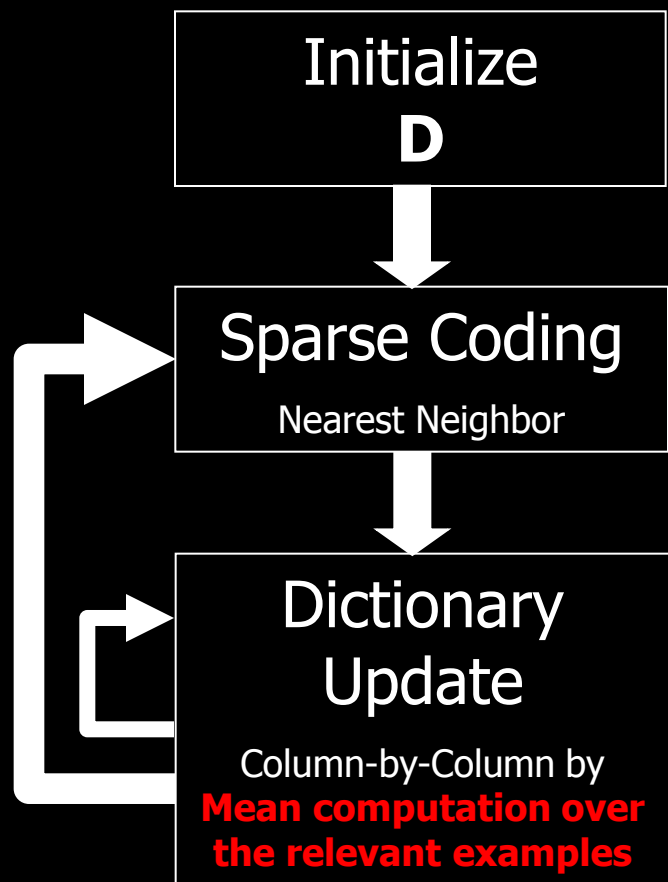 Initialize
D
Sparse Coding
Nearest Neighbor
Dictionary
Update
Column-by-Column by
Mean computation over
the relevant examples